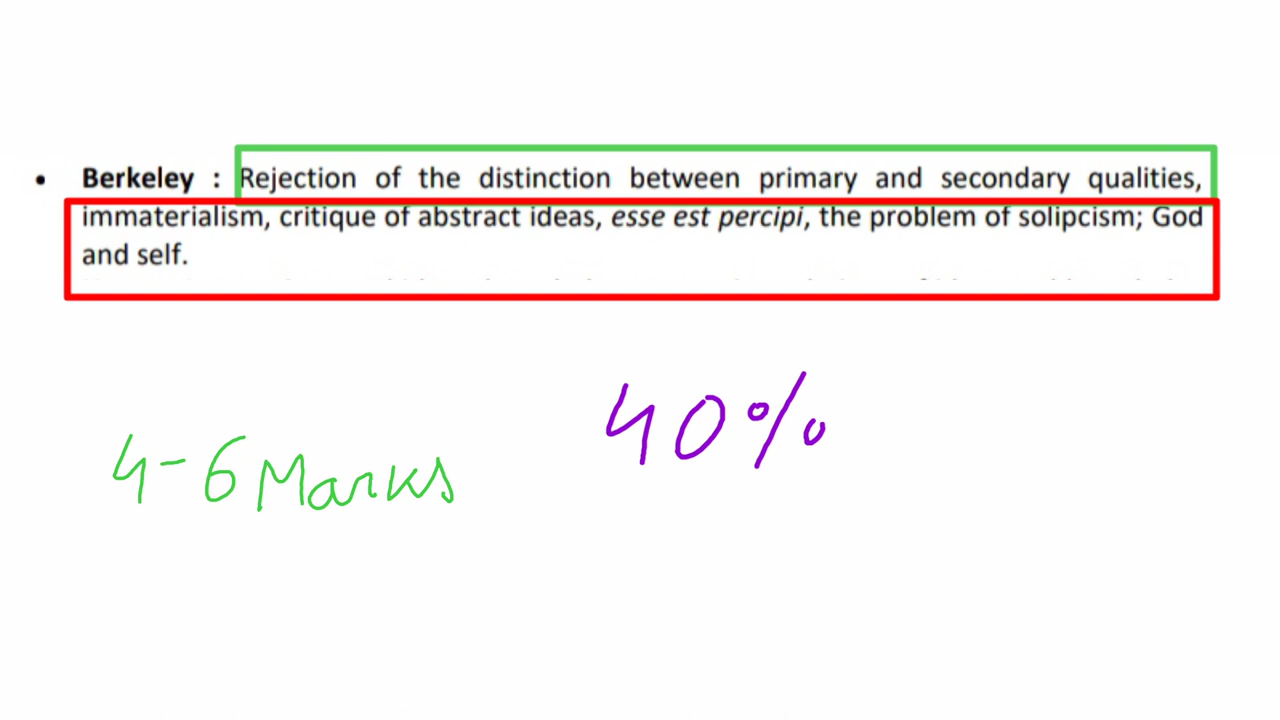 • Berkeley : Rejection of the distinction between primary and secondary qualities,
immaterialism, critique of abstract ideas, esse est percipi, the problem of solipcism; God
and self.
40%
4-6 Marks